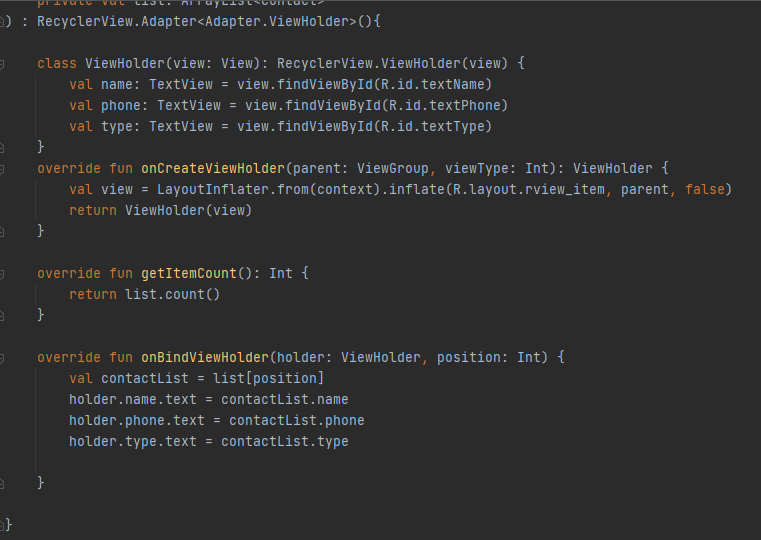 private val list: ArrayList<Contact>
) : RecyclerView.Adapter<Adapter.ViewHolder>(){
class ViewHolder(view: View): RecyclerView.ViewHolder(view) {
val name: TextView = view.findViewById(R.id.textName)
val phone: TextView = view.findViewById(R.id.textPhone)
val type: TextView = view.findViewById(R.id.textType)
}
override fun onCreateViewHolder(parent: ViewGroup, viewType: Int): ViewHolder {
val view = LayoutInflater.from(context).inflate(R.layout.rview_item, parent, false)
return ViewHolder(view)
}
override fun getItemCount(): Int {
return list.count()
}
override fun onBindViewHolder(holder: ViewHolder, position: Int) {
val contactList = list[position]
holder.name.text = contactList.name
holder.phone.text = contactList.phone
holder.type.text = contactList.type
}
}